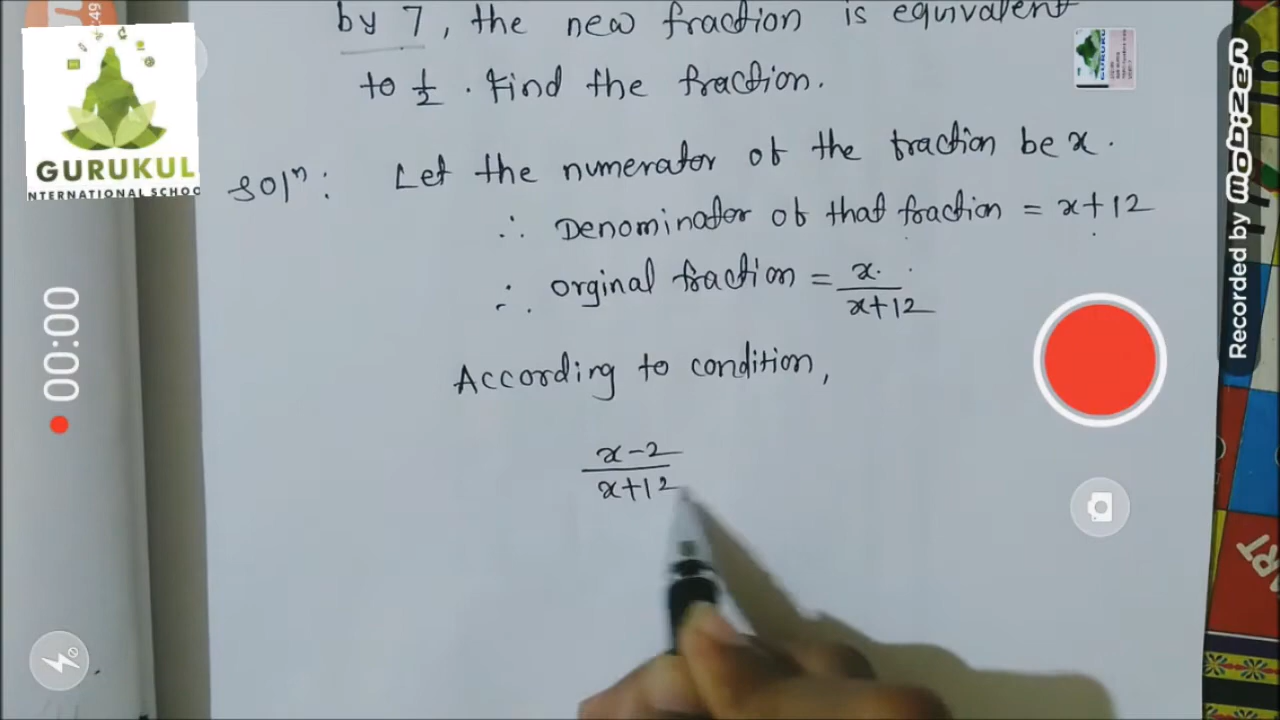 by 7, the new fraction is equivalent
to 1/2. Find the fraction.
Solⁿ: Let the numerator of the fraction be x.
∴ Denominator of that fraction = x+12
∴ orginal fraction = x/x+12
According to condition,
x-2
x+12
GURUKUL
NTERNATIONAL SCHOO
00:00
Recorded by mobizen